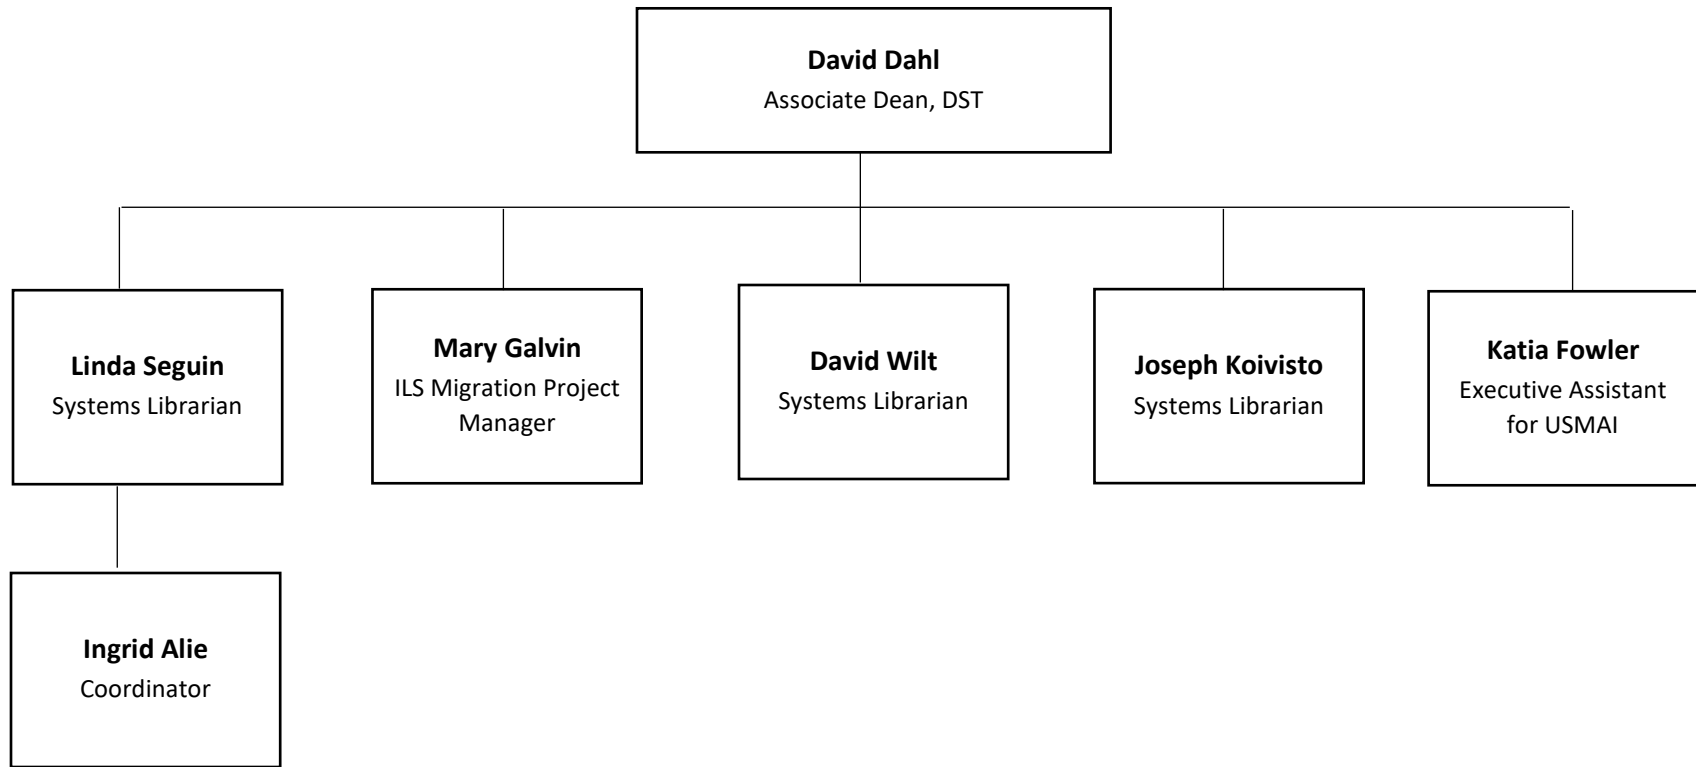 David Dahl
Associate Dean, DST
Linda Seguin
Systems Librarian
Mary Galvin
ILS Migration Project
Manager
David Wilt
Systems Librarian
Joseph Koivisto
Systems Librarian
Katia Fowler
Executive Assistant
for USMAI
Ingrid Alie
Coordinator